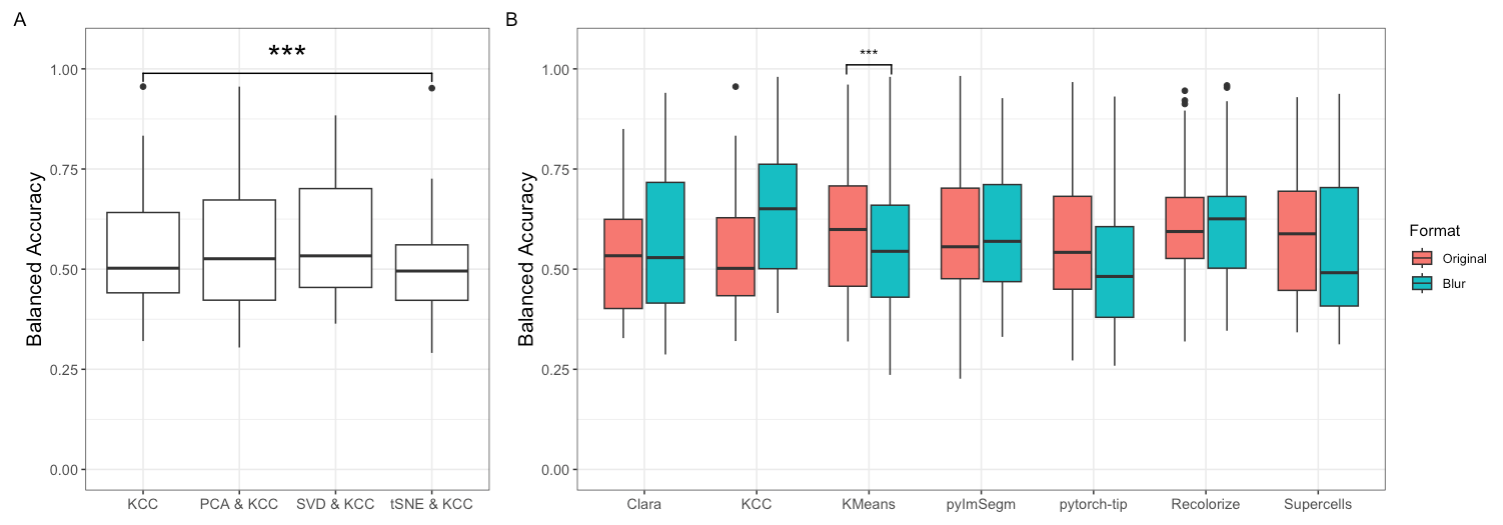 A
Balanced Accuracy
1.00
0.75
0.50
0.25
0.00
***
KCC
PCA & KCC
SVD & KCC
tSNE & KCC
B
Balanced Accuracy
1.00
0.75
0.50
0.25
0.00
***
Clara
KCC
KMeans
pyImSegm
pytorch-tip
Recolorize
Supercells
Format
Original
Blur